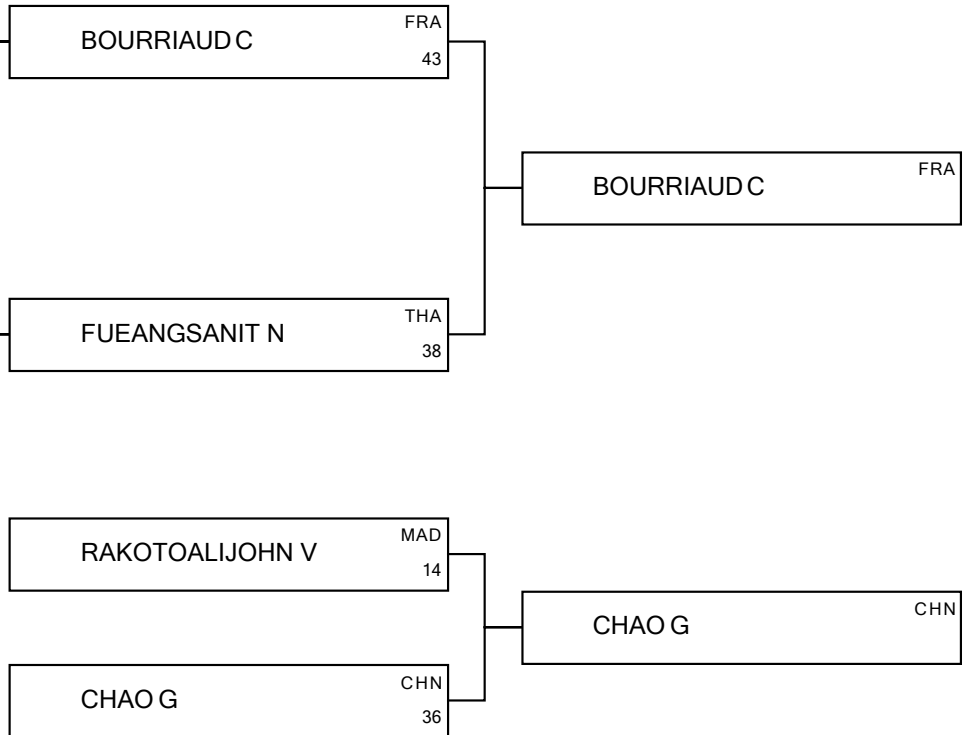 BOURRIAUD C FRA
43
BOURRIAUD C FRA
FUEANGSANIT N THA
38
RAKOTOALIJOHN V MAD
14
CHAO G CHN
CHAO G CHN
36